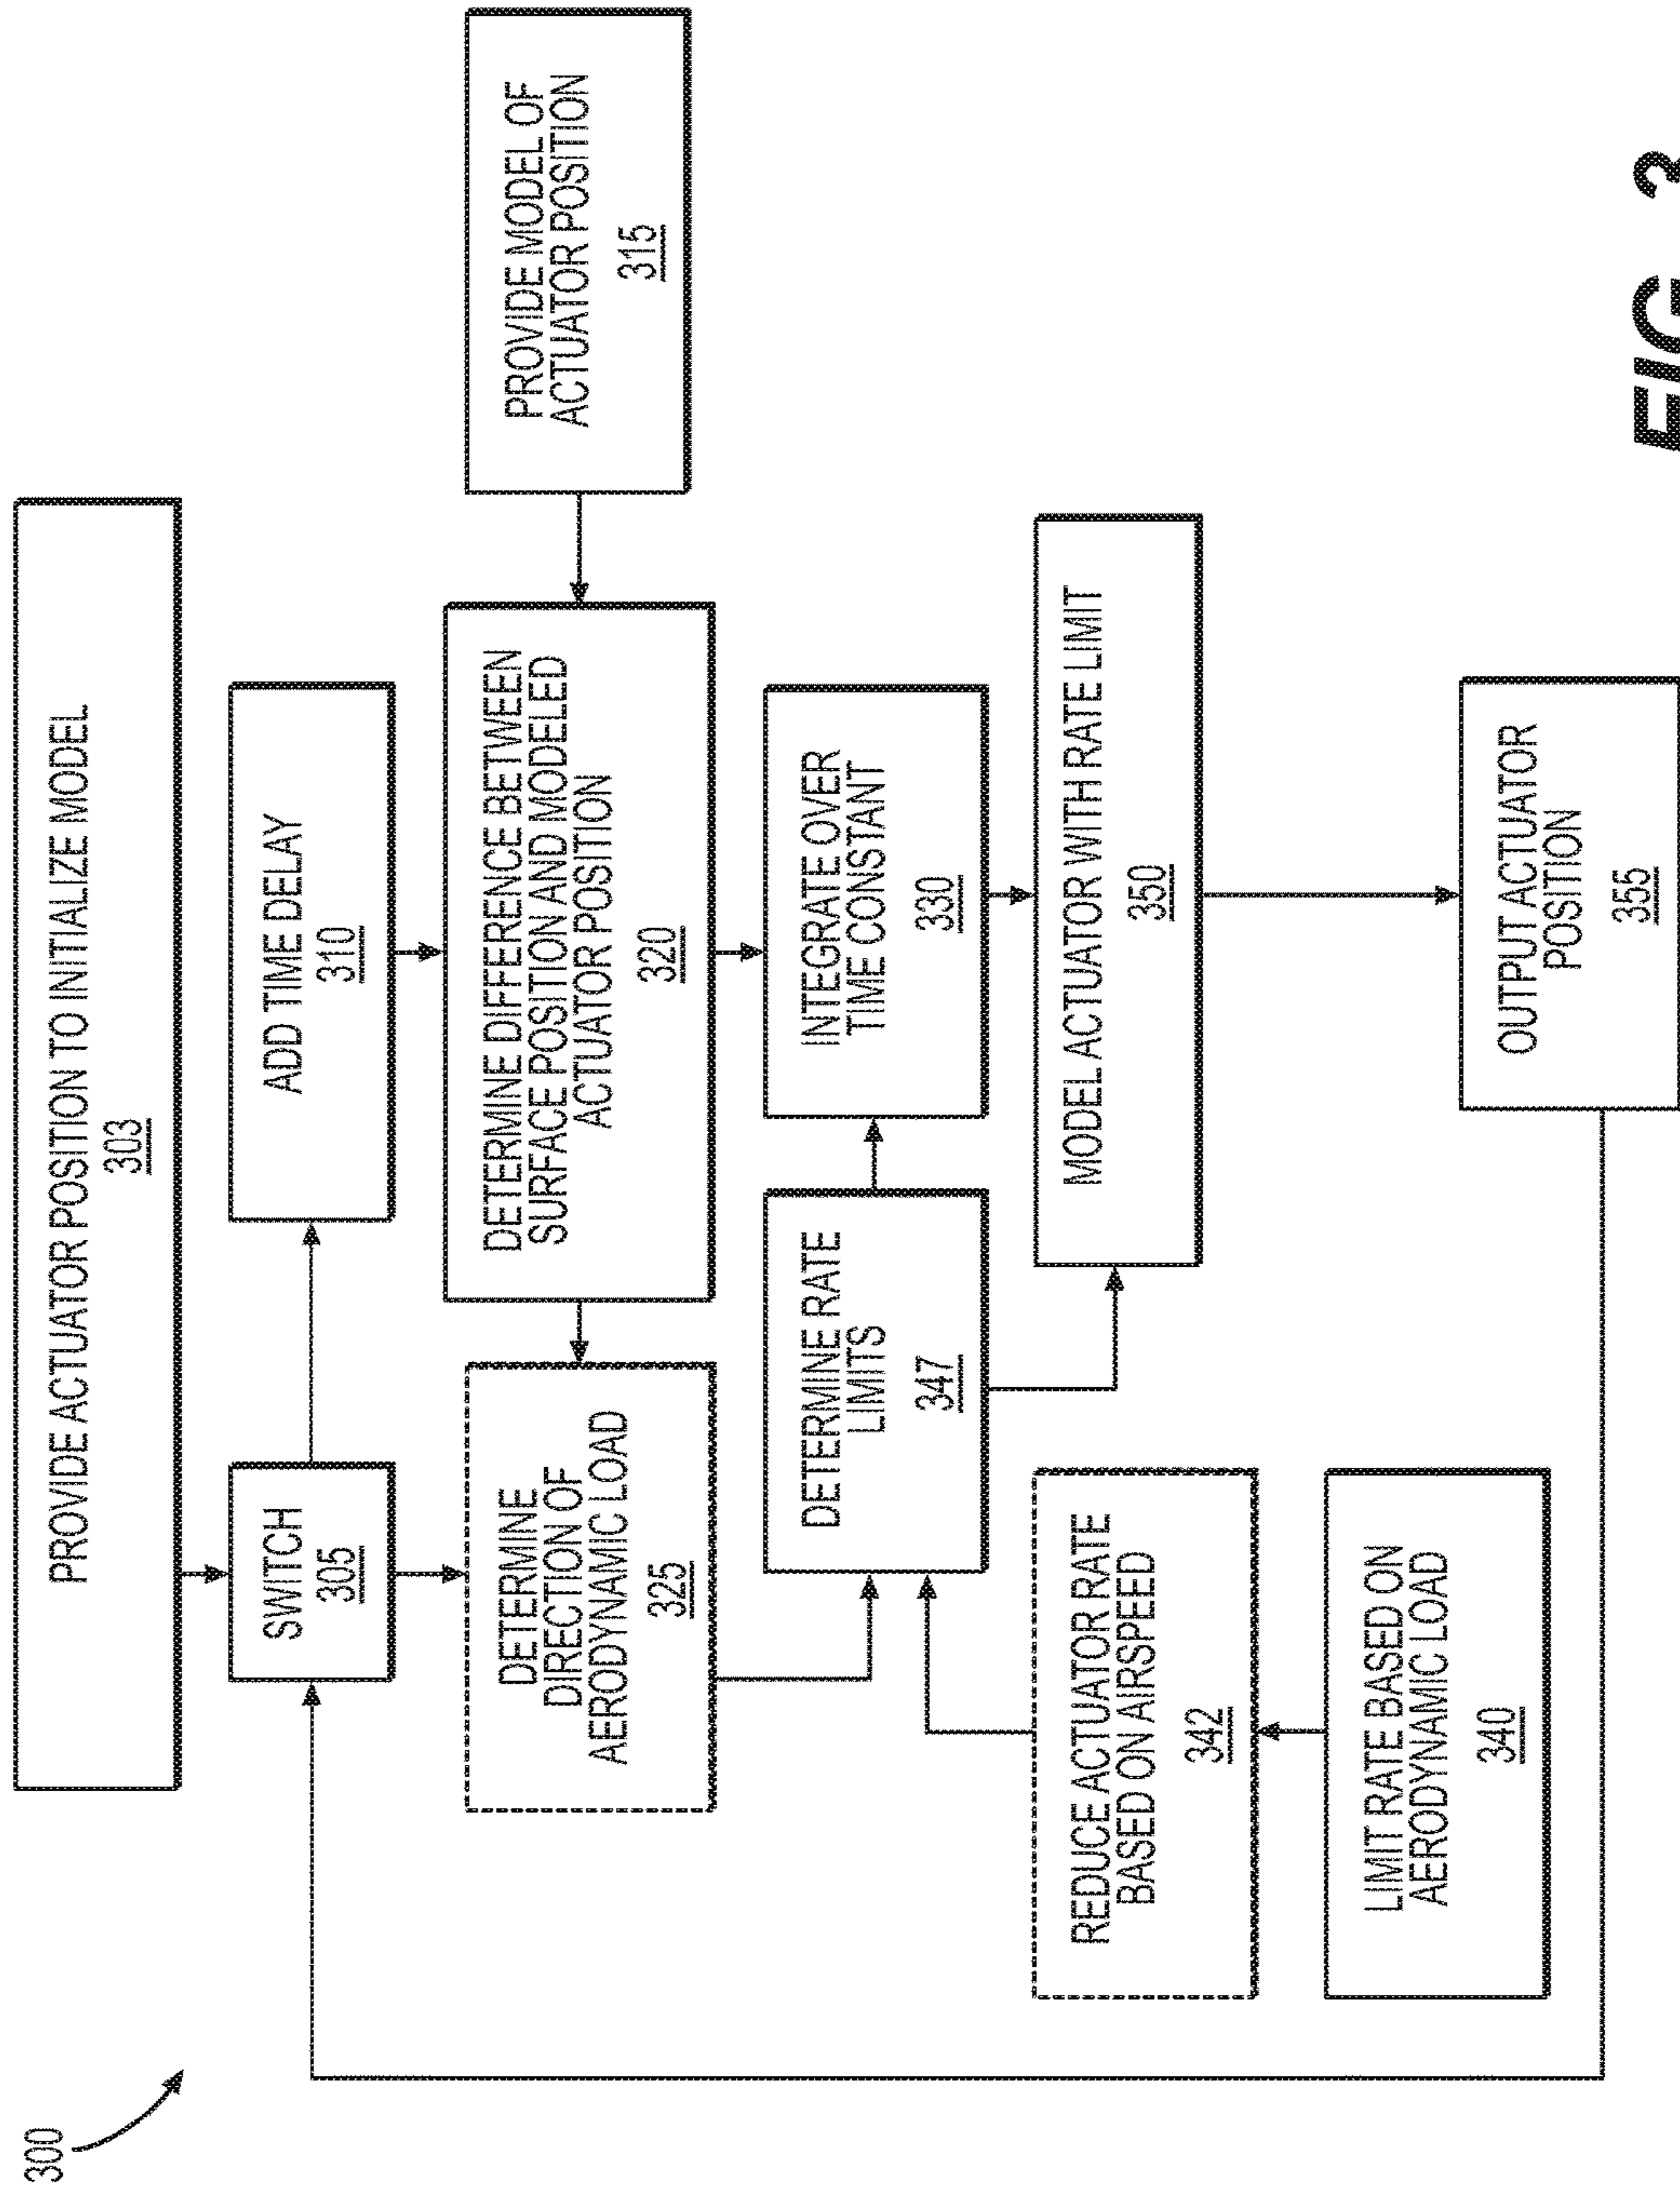 300
PROVIDE ACTUATOR POSITION TO INITIALIZE MODEL
303
SWITCH
305
ADD TIME DELAY
310
DETERMINE
DIRECTION OF
AERODYNAMIC LOAD
325
DETERMINE DIFFERENCE BETWEEN
SURFACE POSITION AND MODELED
ACTUATOR POSITION
320
PROVIDE MODEL OF
ACTUATOR POSITION
315
DETERMINE RATE
LIMITS
347
INTEGRATE OVER
TIME CONSTANT
330
REDUCE ACTUATOR RATE
BASED ON AIRSPEED
342
MODEL ACTUATOR WITH RATE LIMIT
350
LIMIT RATE BASED ON
AERODYNAMIC LOAD
340
OUTPUT ACTUATOR
POSITION
355
FIG. 3